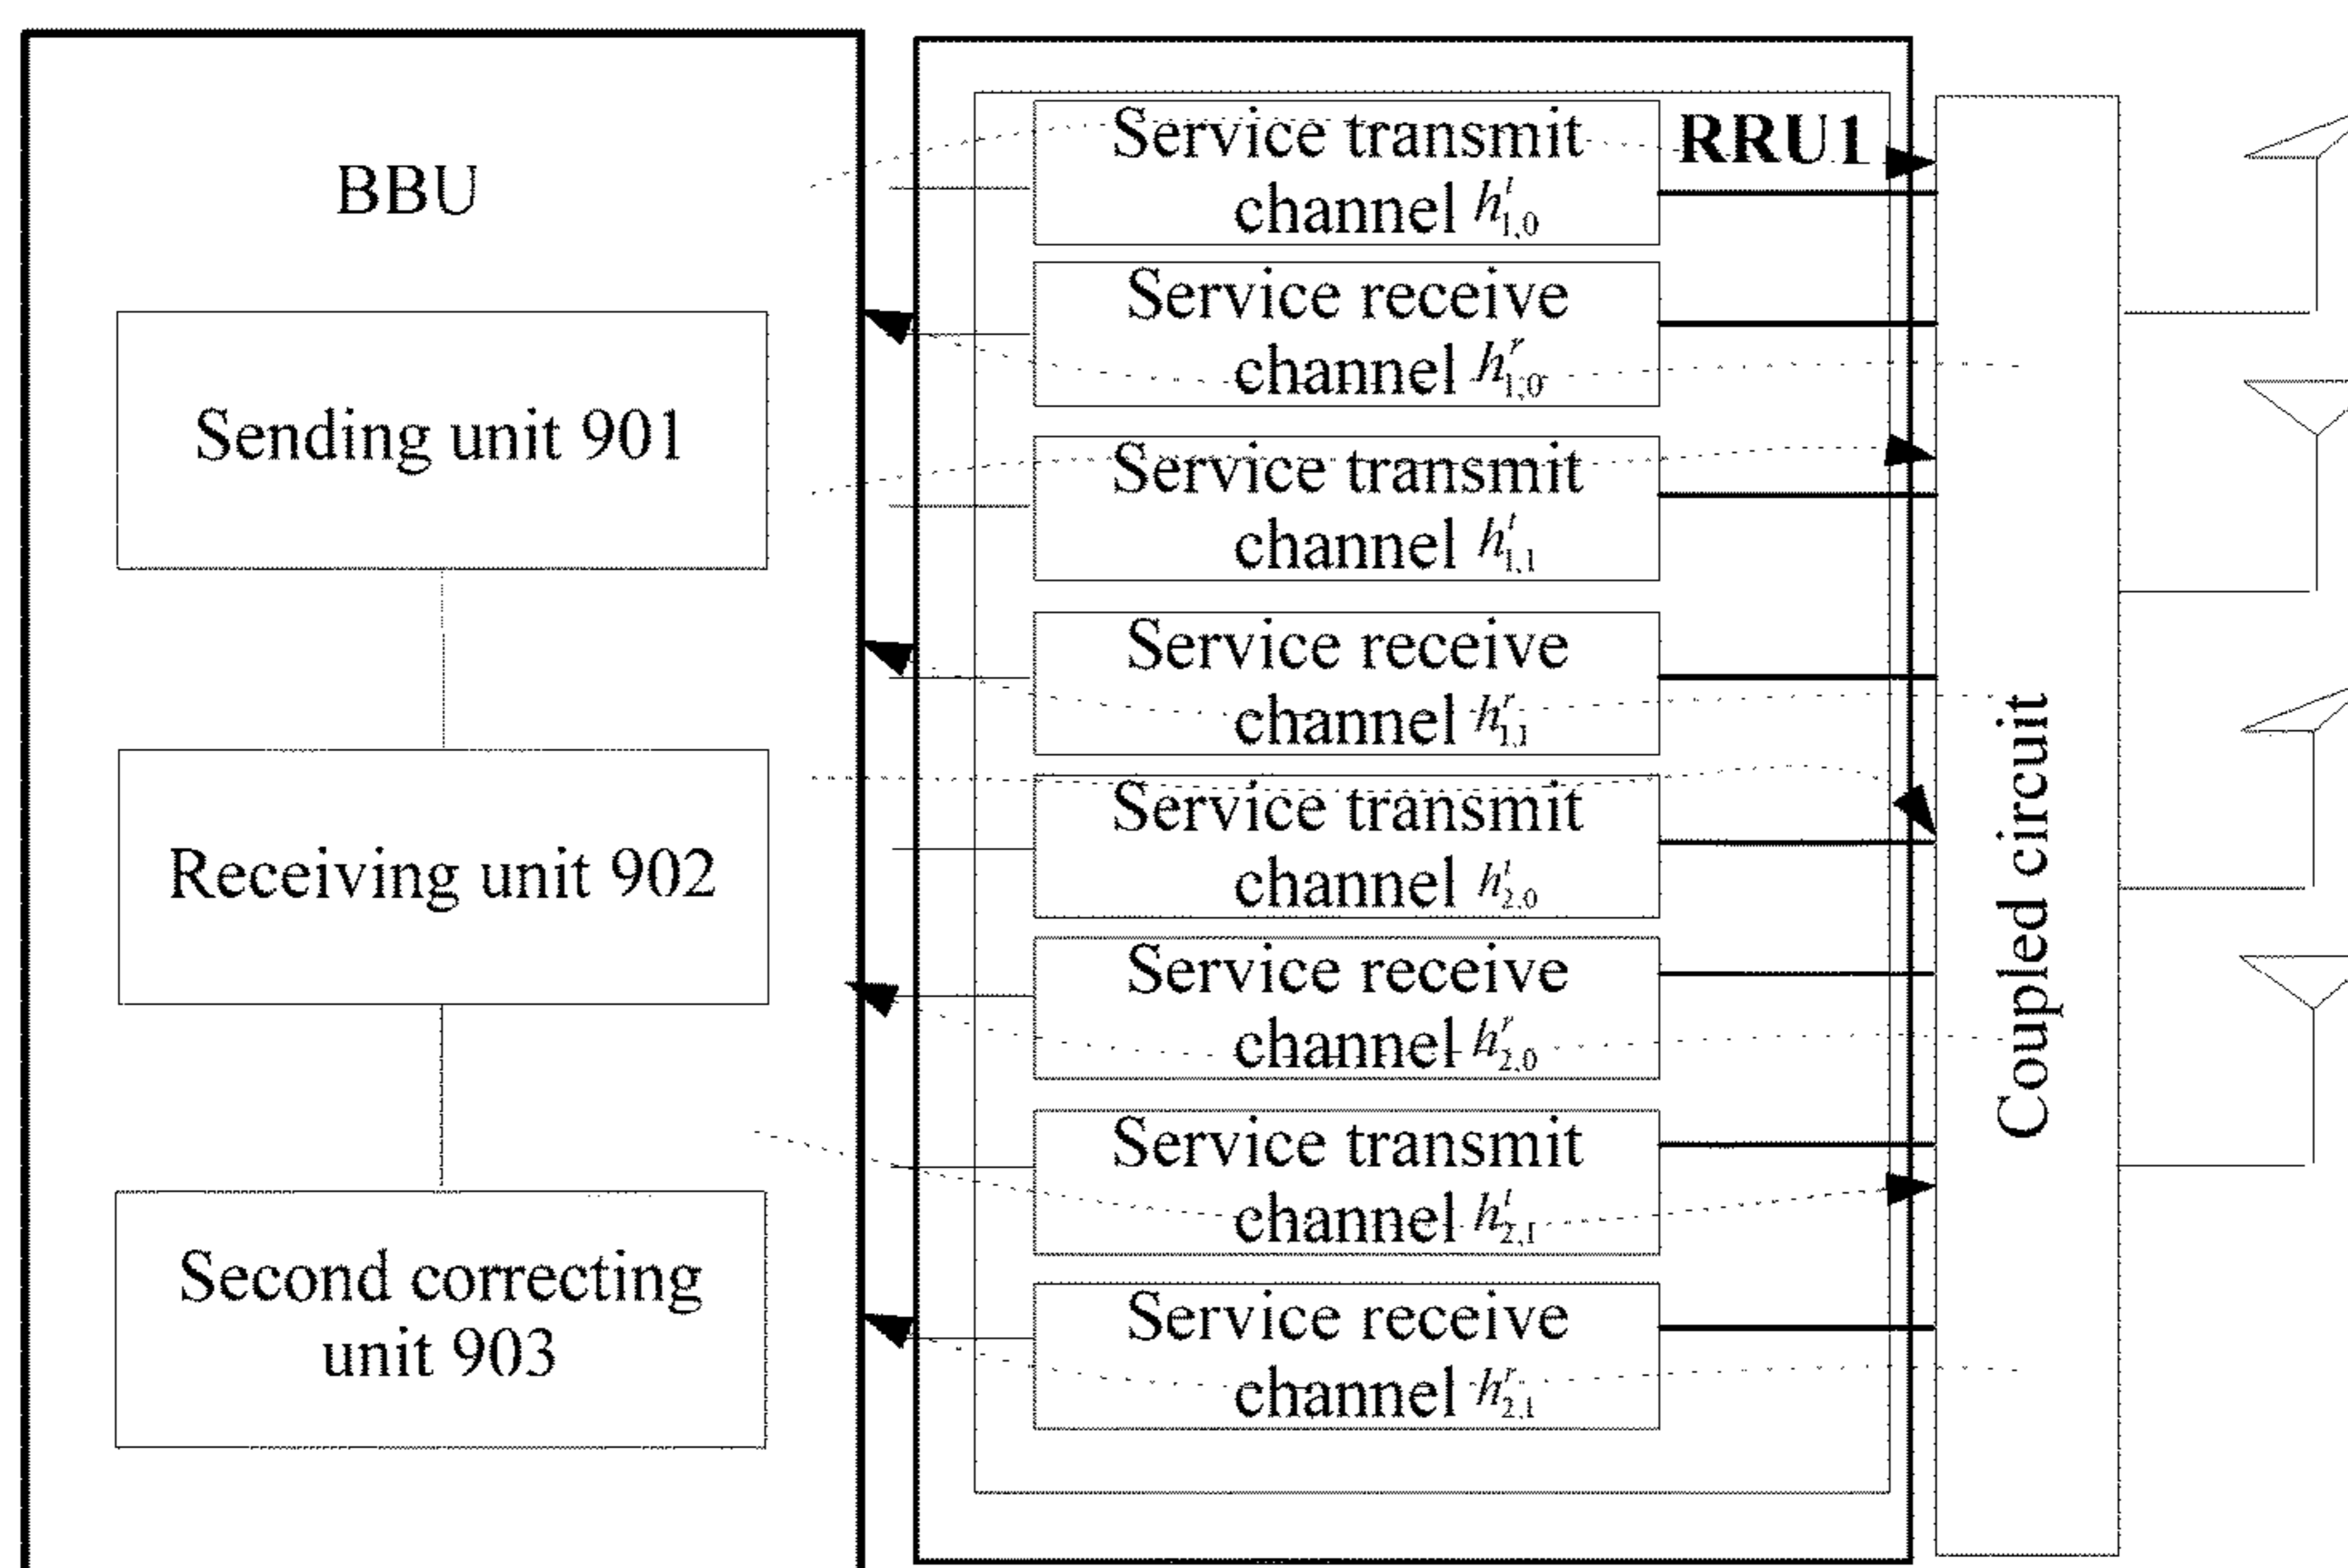 BBU
Sending unit 901
Receiving unit 902
Second correcting
unit 903
RRU1
Service transmit
channel h^t_{1,0}
Service receive
channel h^r_{1,0}
Service transmit
channel h^t_{1,1}
Service receive
channel h^r_{1,1}
Service transmit
channel h^t_{2,0}
Service receive
channel h^r_{2,0}
Service transmit
channel h^t_{2,1}
Service receive
channel h^r_{2,1}
Coupled circuit